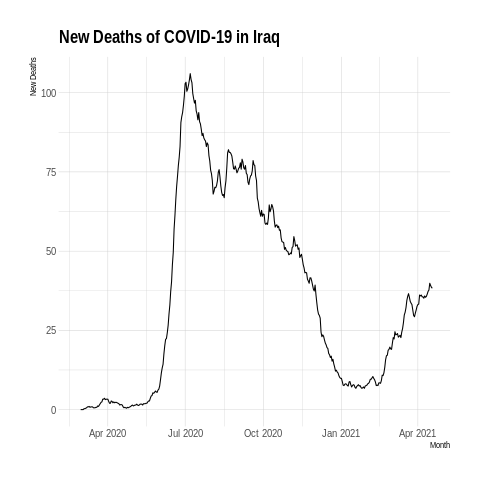 New Deaths of COVID-19 in Iraq
New Deaths
100
75
50
25
0
Apr 2020 Jul 2020 Oct 2020 Jan 2021 Apr 2021
Month